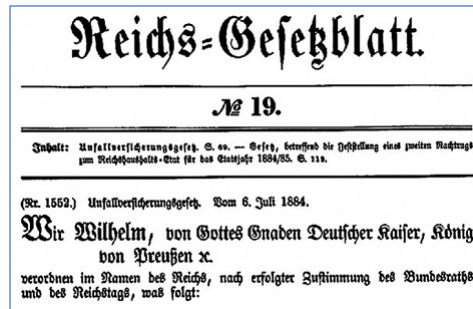 Reichs-Gesetzblatt.
№ 19.
Inhalt: Unfallversicherungsgesetz. S. 69. — Gesetz, betreffend die Feststellung eines zweiten Nachtrags
zum Reichshaushalts-Etat für das Etatsjahr 1884/85. S. 112.
(Nr. 1552.) Unfallversicherungsgesetz. Vom 6. Juli 1884.
Wir Wilhelm, von Gottes Gnaden Deutscher Kaiser, König
von Preußen ꝛc.
verordnen im Namen des Reichs, nach erfolgter Zustimmung des Bundesraths
und des Reichstags, was folgt: